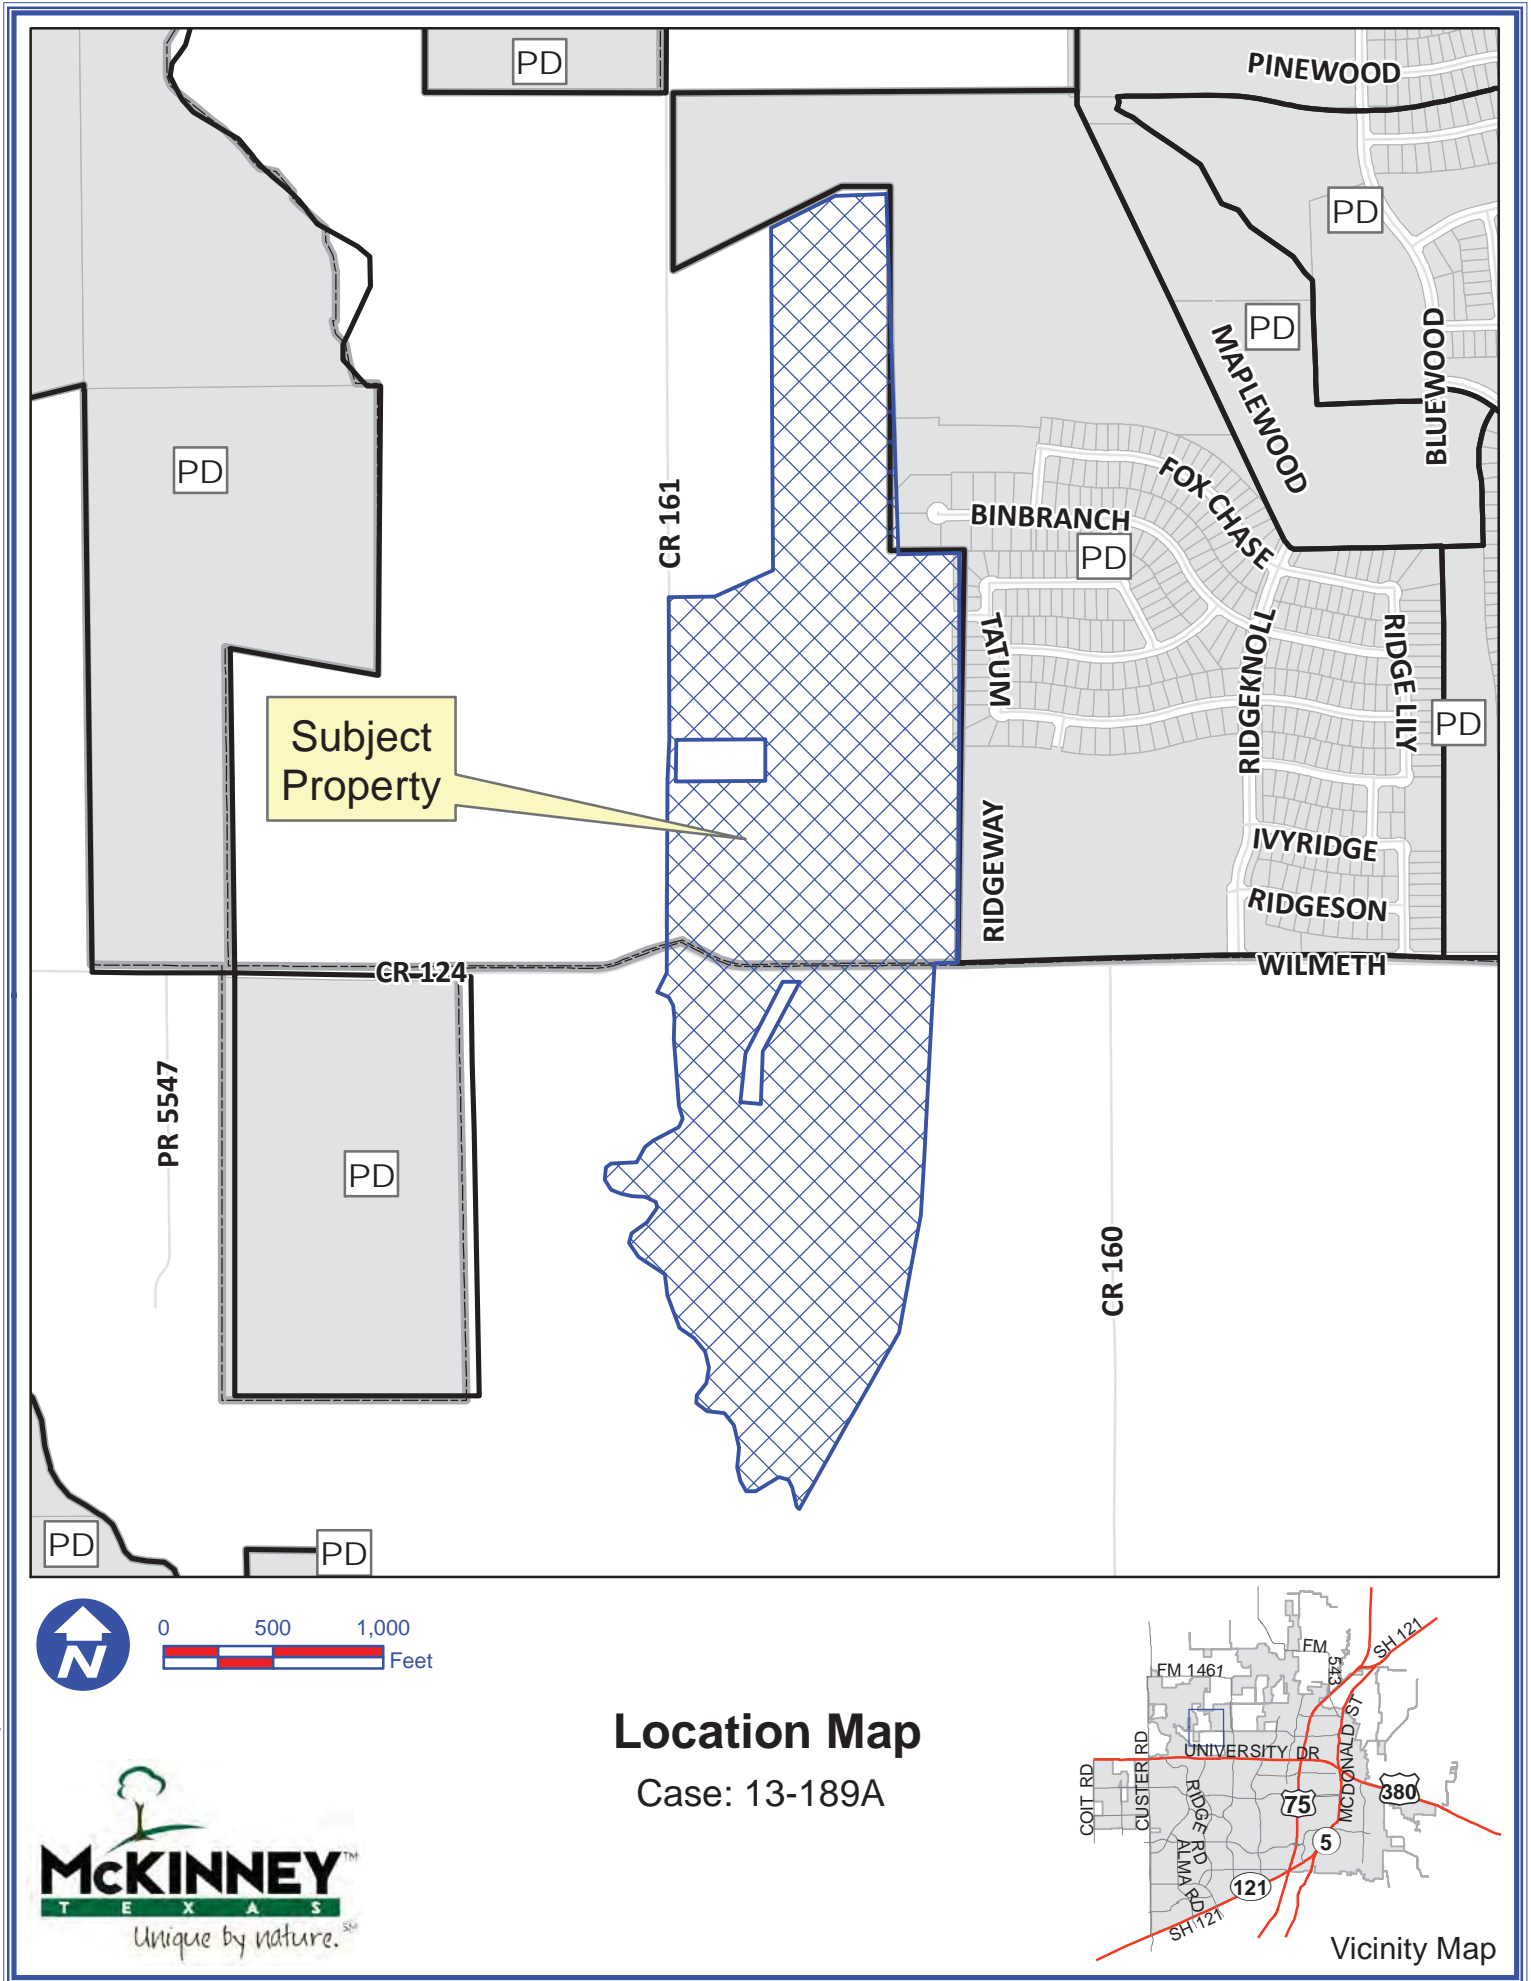 PD
PINEWOOD
PD
PD
MAPLEWOOD
BLUEWOOD
PD
CR 161
FOX CHASE
BINBRANCH
PD
TATUM
RIDGEKNOLL
RIDGE LILY
PD
Subject
Property
RIDGEWAY
IVYRIDGE
RIDGESON
CR 124
WILMETH
PR 5547
PD
CR 160
PD
PD
N
0 500 1,000
Feet
Location Map
Case: 13-189A
McKINNEY™
TEXAS
Unique by nature.℠
FM 1461
FM 543
SH 121
UNIVERSITY DR
MCDONALD ST
COIT RD
CUSTER RD
RIDGE RD
ALMA RD
75
380
5
121
SH 121
Vicinity Map